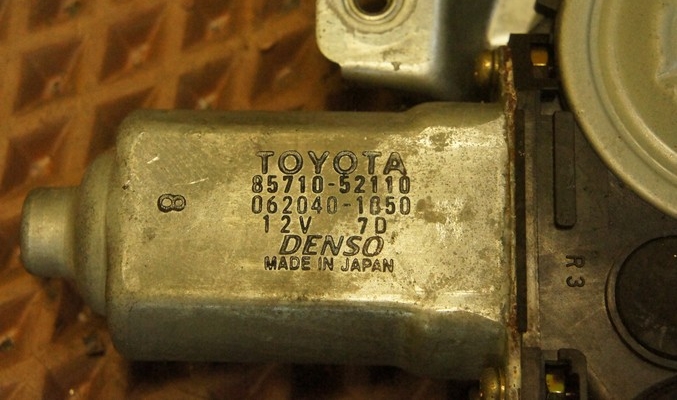 TOYOTA
85710-52110
062040-1050
12V 7D
DENSO
MADE IN JAPAN
8
R3